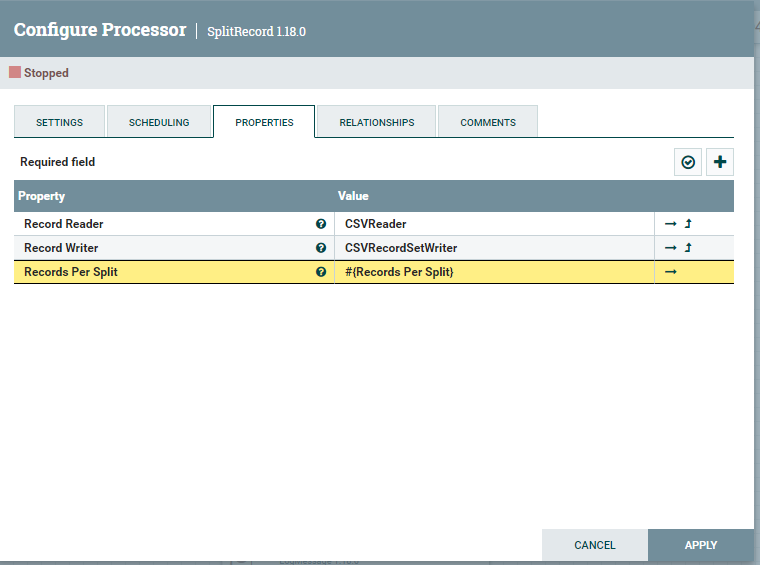 Configure Processor | SplitRecord 1.18.0
Stopped
SETTINGS SCHEDULING PROPERTIES RELATIONSHIPS COMMENTS
Required field
Property Value
Record Reader CSVReader
Record Writer CSVRecordSetWriter
Records Per Split #{Records Per Split}
CANCEL APPLY